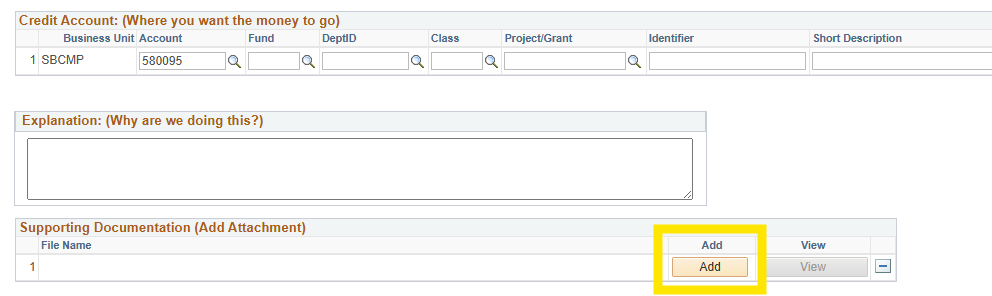 Credit Account: (Where you want the money to go)
Business Unit Account Fund DeptID Class Project/Grant Identifier Short Description
1 SBCMP 580095
Explanation: (Why are we doing this?)
Supporting Documentation (Add Attachment)
File Name Add View
1 Add View